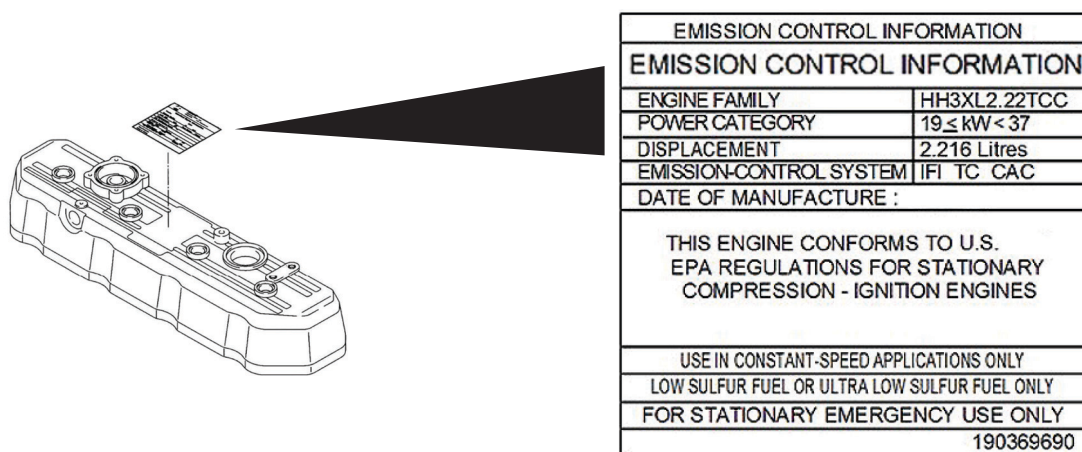 EMISSION CONTROL INFORMATION
EMISSION CONTROL INFORMATION
ENGINE FAMILY HH3XL2.22TCC
POWER CATEGORY 19≤kW<37
DISPLACEMENT 2.216 Litres
EMISSION-CONTROL SYSTEM IFI TC CAC
DATE OF MANUFACTURE :
THIS ENGINE CONFORMS TO U.S.
EPA REGULATIONS FOR STATIONARY
COMPRESSION - IGNITION ENGINES
USE IN CONSTANT-SPEED APPLICATIONS ONLY
LOW SULFUR FUEL OR ULTRA LOW SULFUR FUEL ONLY
FOR STATIONARY EMERGENCY USE ONLY
190369690